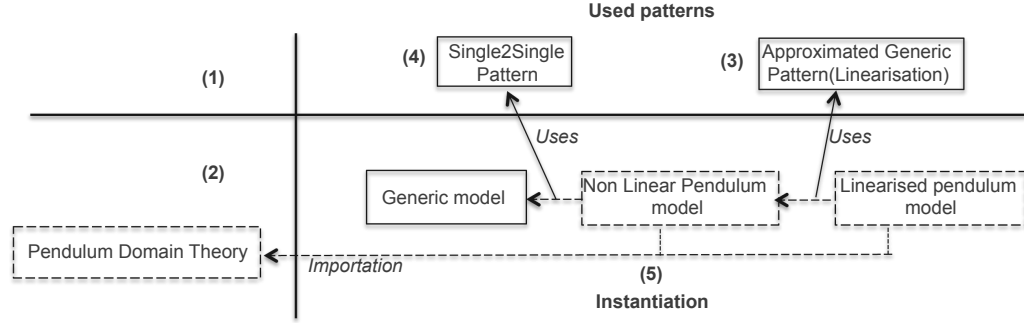 Used patterns
(1)
(4)
Single2Single
Pattern
(3)
Approximated Generic
Pattern(Linearisation)
Uses
Uses
(2)
Generic model
Non Linear Pendulum
model
Linearised pendulum
model
Pendulum Domain Theory
Importation
(5)
Instantiation